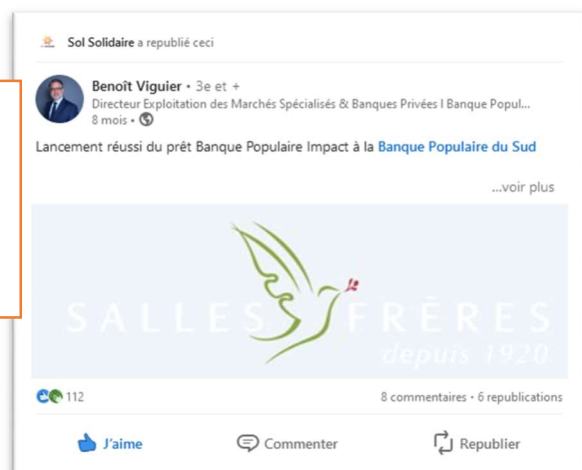 Sol Solidaire a republié ceci
Benoît Viguier • 3e et +
Directeur Exploitation des Marchés Spécialisés & Banques Privées I Banque Popul...
8 mois •
Lancement réussi du prêt Banque Populaire Impact à la Banque Populaire du Sud
...voir plus
SALLES FRÈRES
depuis 1920
112
8 commentaires • 6 republications
J'aime
Commenter
Republier